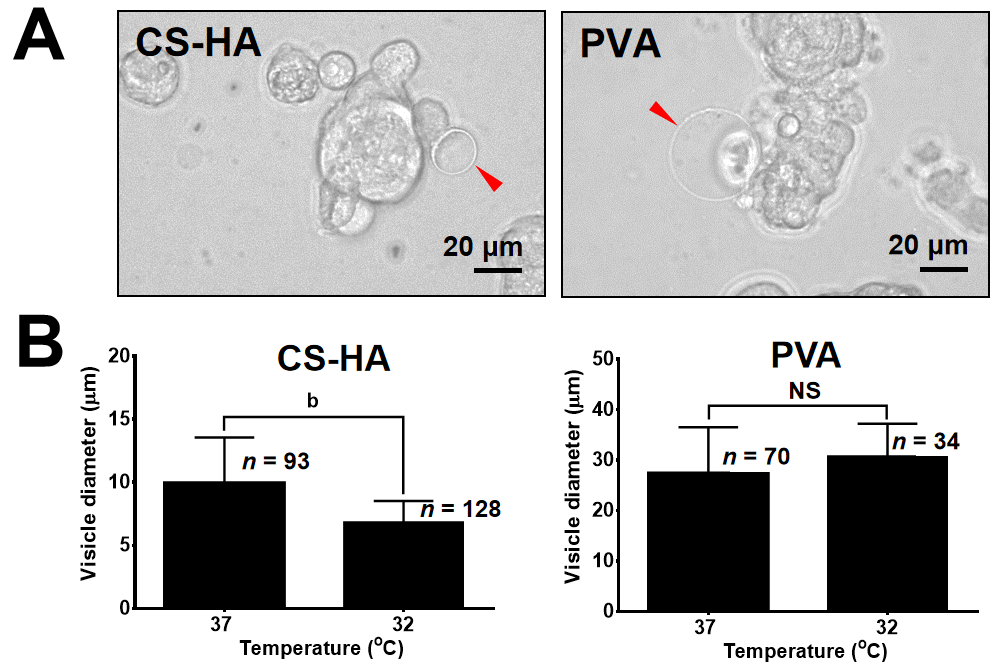 A
CS-HA
20 µm
PVA
20 µm
B
CS-HA
Visicle diameter (µm)
20
15
10
5
0
b
n = 93
n = 128
37
32
Temperature (°C)
PVA
Visicle diameter (µm)
50
40
30
20
10
0
NS
n = 70
n = 34
37
32
Temperature (°C)